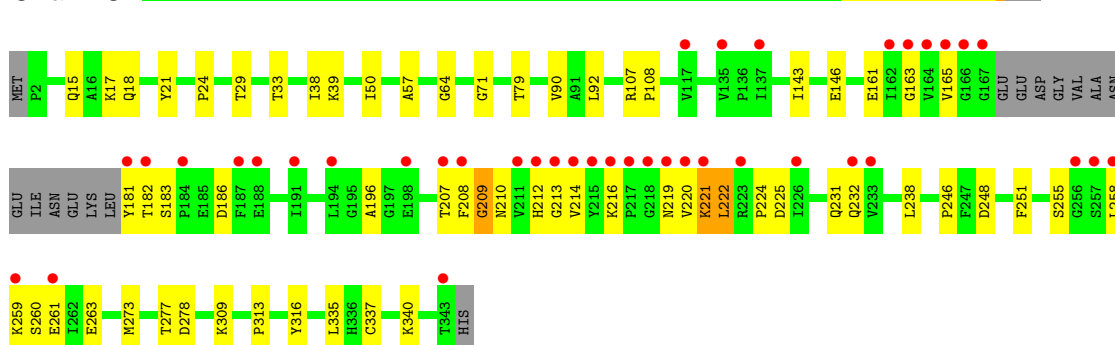 MET P2 Q15 A16 K17 Q18 Y21 P24 T29 T33 I38 K39 I50 A57 G64 G71 T79 V90 A91 L92 R107 P108 V117 V135 P136 I137 I143 E146 E161 I162 G163 V164 V165 G166 G167 GLU GLU ASP GLY VAL ALA ASN
GLU ILE ASN GLU LYS LEU Y181 T182 S183 P184 E185 D186 F187 E188 I191 L194 G195 A196 G197 E198 T207 F208 G209 N210 V211 H212 G213 V214 Y215 K216 P217 G218 N219 V220 K221 L222 R223 P224 D225 I226 Q231 Q232 V233 L238 P246 F247 D248 F251 S255 G256 S257 L258
K259 S260 E261 I262 E263 M273 T277 D278 K309 P313 Y316 L335 H336 C337 K340 T343 HIS